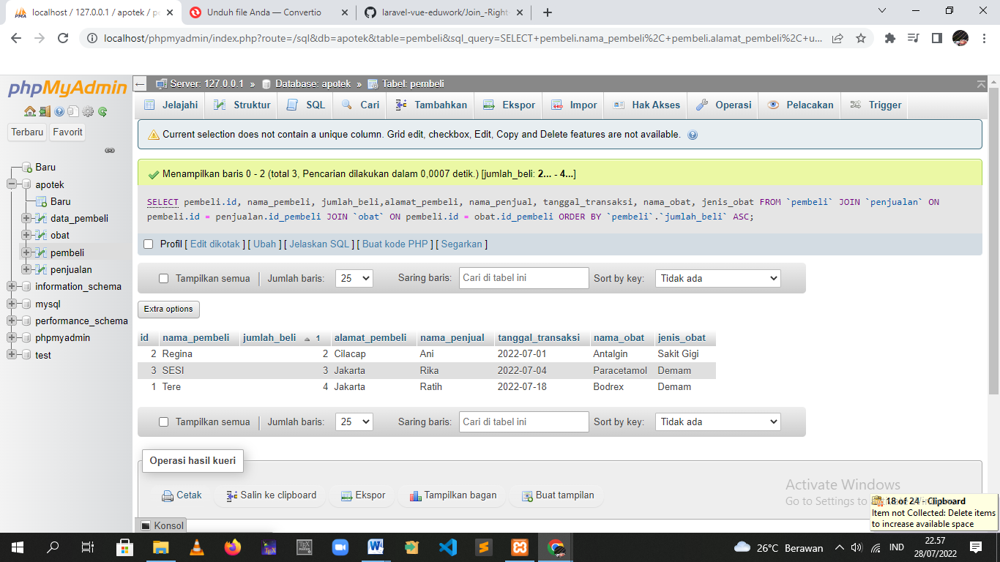 localhost / 127.0.0.1 / apotek / pe
Unduh file Anda — Convertio
laravel-vue-eduwork/Join_-Right-
localhost/phpmyadmin/index.php?route=/sql&db=apotek&table=pembeli&sql_query=SELECT+pembeli.nama_pembeli%2C+pembeli.alamat_pembeli%2C+u...
phpMyAdmin
Server: 127.0.0.1 » Database: apotek » Tabel: pembeli
Jelajahi Struktur SQL Cari Tambahkan Ekspor Impor Hak Akses Operasi Pelacakan Trigger
Terbaru Favorit
Baru
apotek
Baru
data_pembeli
obat
pembeli
penjualan
information_schema
mysql
performance_schema
phpmyadmin
test
Current selection does not contain a unique column. Grid edit, checkbox, Edit, Copy and Delete features are not available.
Menampilkan baris 0 - 2 (total 3, Pencarian dilakukan dalam 0,0007 detik.) [jumlah_beli: 2... - 4...]
SELECT pembeli.id, nama_pembeli, jumlah_beli,alamat_pembeli, nama_penjual, tanggal_transaksi, nama_obat, jenis_obat FROM `pembeli` JOIN `penjualan` ON
pembeli.id = penjualan.id_pembeli JOIN `obat` ON pembeli.id = obat.id_pembeli ORDER BY `pembeli`.`jumlah_beli` ASC;
Profil [ Edit dikotak ] [ Ubah ] [ Jelaskan SQL ] [ Buat kode PHP ] [ Segarkan ]
Tampilkan semua Jumlah baris: 25 Saring baris: Cari di tabel ini Sort by key: Tidak ada
Extra options
id nama_pembeli jumlah_beli 1 alamat_pembeli nama_penjual tanggal_transaksi nama_obat jenis_obat
2 Regina 2 Cilacap Ani 2022-07-01 Antalgin Sakit Gigi
3 SESI 3 Jakarta Rika 2022-07-04 Paracetamol Demam
1 Tere 4 Jakarta Ratih 2022-07-18 Bodrex Demam
Tampilkan semua Jumlah baris: 25 Saring baris: Cari di tabel ini Sort by key: Tidak ada
Operasi hasil kueri
Cetak Salin ke clipboard Ekspor Tampilkan bagan Buat tampilan
Activate Windows
Go to Settings to
18 of 24 - Clipboard
Item not Collected: Delete items
to increase available space
Konsol
26°C Berawan
IND
22.57
28/07/2022